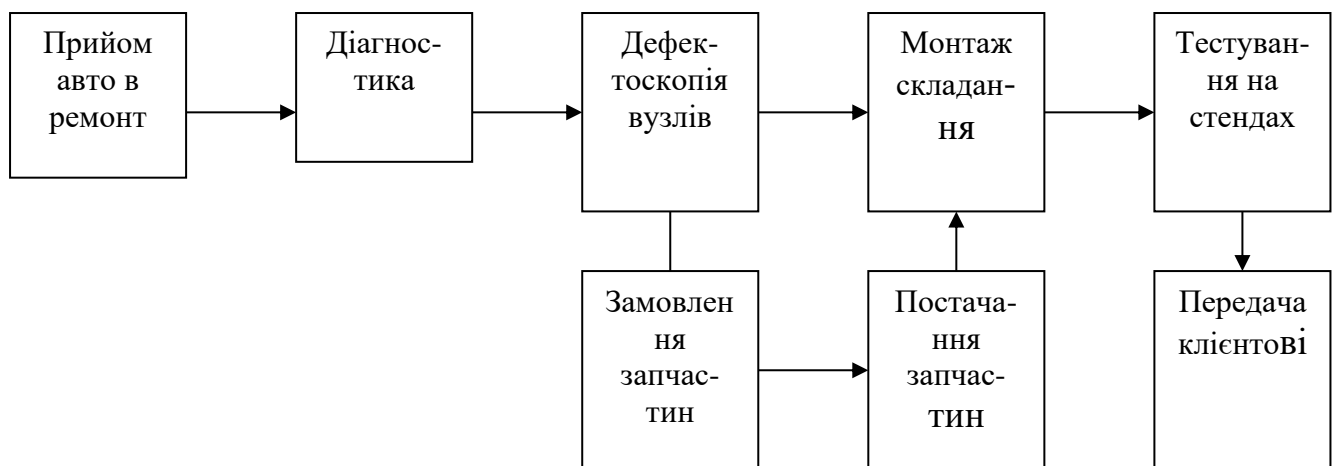 Прийом
авто в
ремонт
Діагнос-
тика
Дефек-
тоскопія
вузлів
Монтаж
складан-
ня
Тестуван-
ня на
стендах
Замовлен
ня
запчас-
тин
Постача-
ння
запчас-
тин
Передача
клієнтові